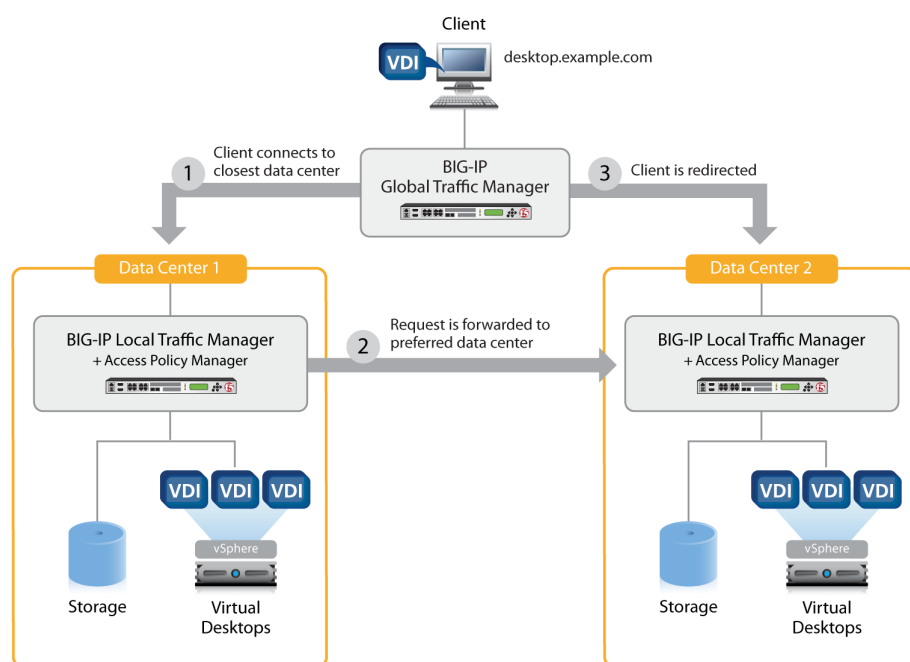 Client
VDI
desktop.example.com
1
Client connects to
closest data center
BIG-IP
Global Traffic Manager
3
Client is redirected
Data Center 1
Data Center 2
BIG-IP Local Traffic Manager
+ Access Policy Manager
2
Request is forwarded to
preferred data center
BIG-IP Local Traffic Manager
+ Access Policy Manager
VDI VDI VDI
vSphere
Storage
Virtual
Desktops
VDI VDI VDI
vSphere
Storage
Virtual
Desktops